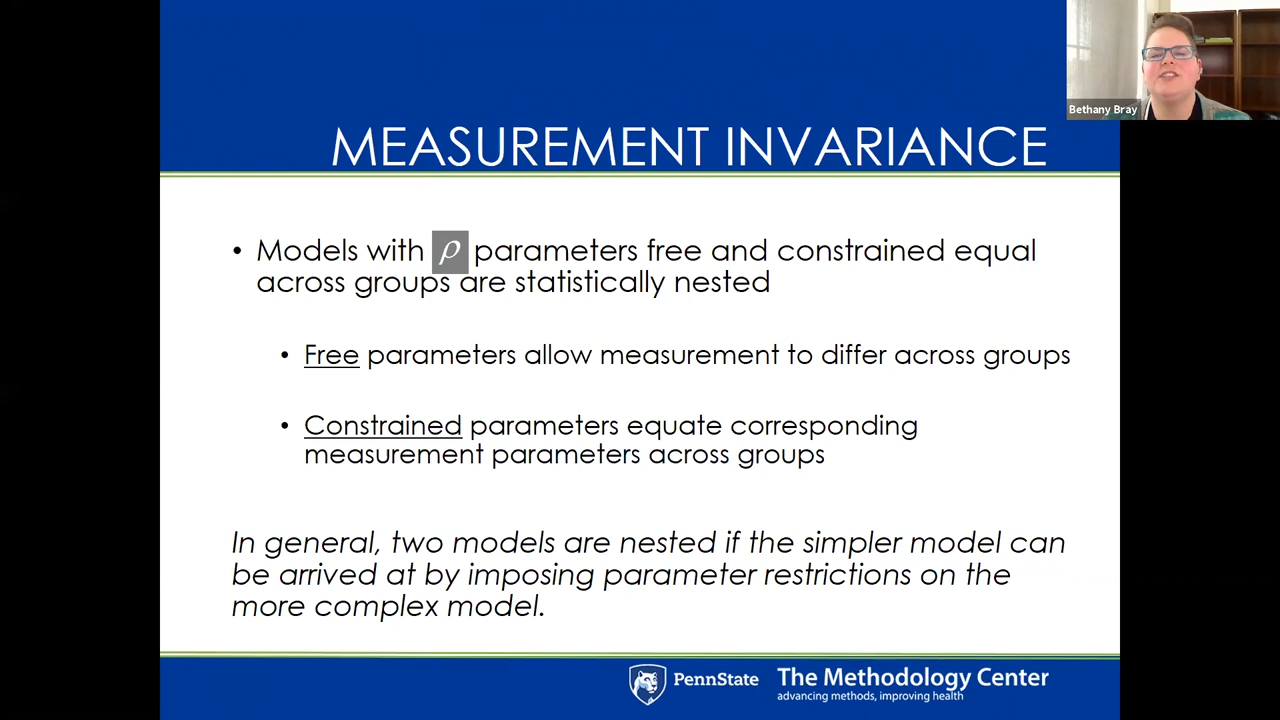 Bethany Bray
MEASUREMENT INVARIANCE
• Models with ρ parameters free and constrained equal
across groups are statistically nested
• Free parameters allow measurement to differ across groups
• Constrained parameters equate corresponding
measurement parameters across groups
In general, two models are nested if the simpler model can
be arrived at by imposing parameter restrictions on the
more complex model.
PennState
The Methodology Center
advancing methods, improving health